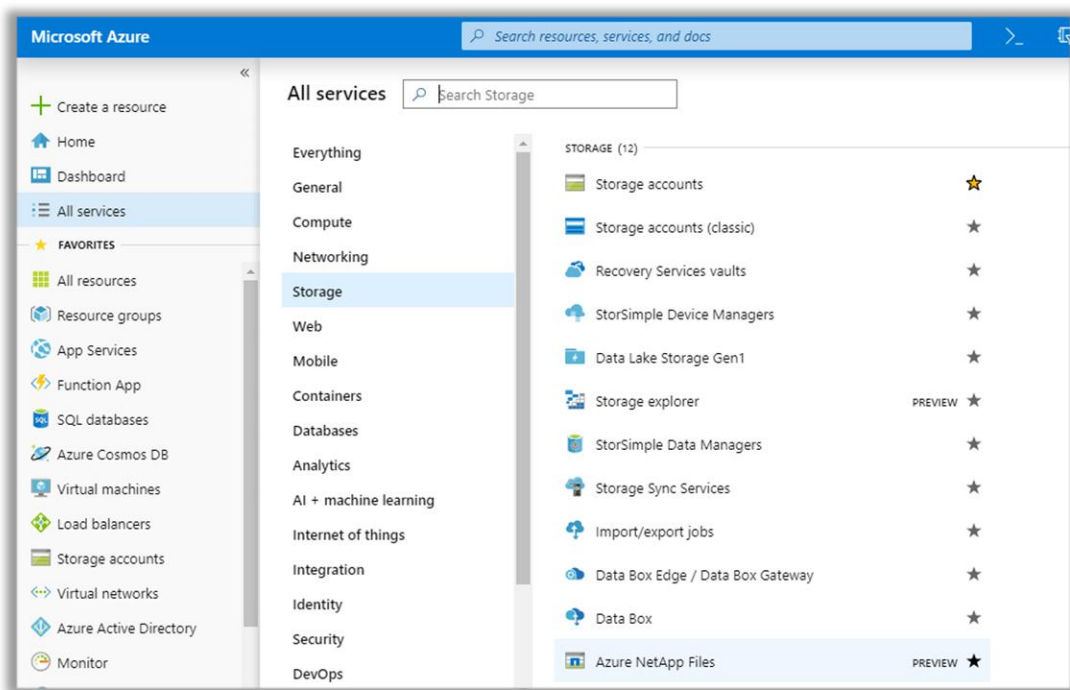 Microsoft Azure
Search resources, services, and docs
All services
Search Storage
Create a resource
Home
Dashboard
All services
FAVORITES
All resources
Resource groups
App Services
Function App
SQL databases
Azure Cosmos DB
Virtual machines
Load balancers
Storage accounts
Virtual networks
Azure Active Directory
Monitor
Everything
General
Compute
Networking
Storage
Web
Mobile
Containers
Databases
Analytics
AI + machine learning
Internet of things
Integration
Identity
Security
DevOps
STORAGE (12)
Storage accounts
Storage accounts (classic)
Recovery Services vaults
StorSimple Device Managers
Data Lake Storage Gen1
Storage explorer PREVIEW
StorSimple Data Managers
Storage Sync Services
Import/export jobs
Data Box Edge / Data Box Gateway
Data Box
Azure NetApp Files PREVIEW